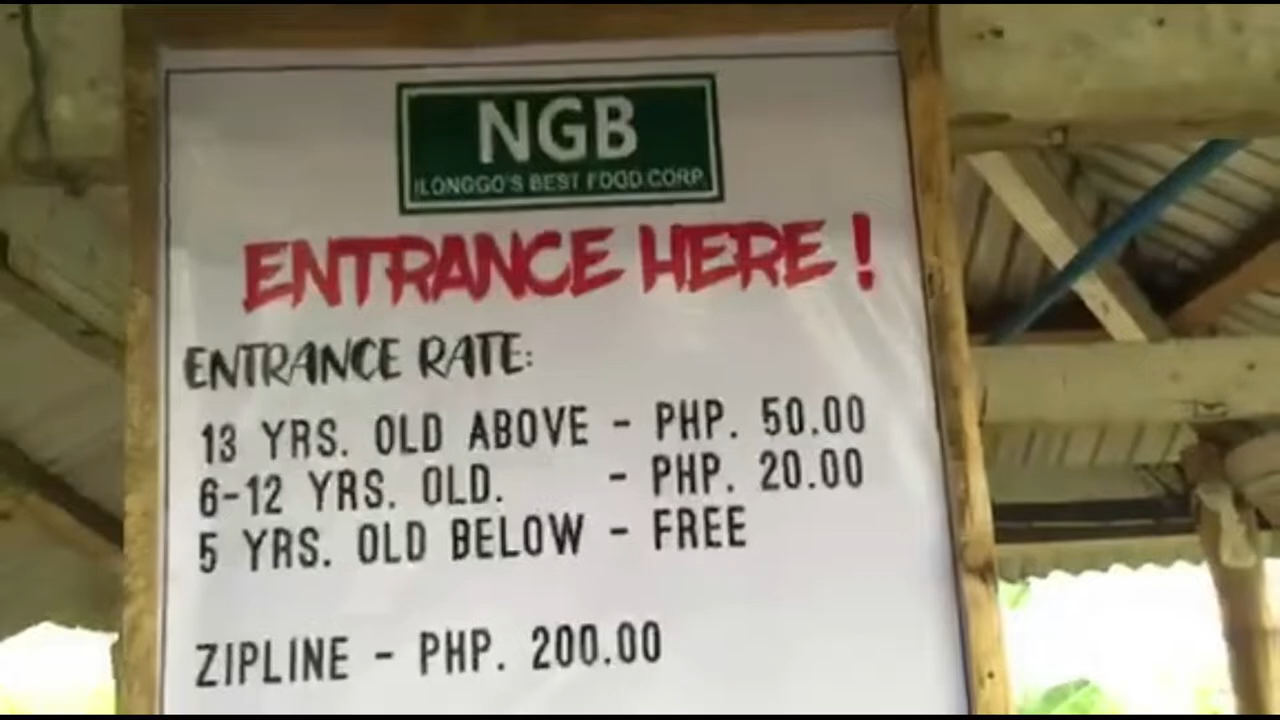 NGB
ILONGGO'S BEST FOOD CORP.
ENTRANCE HERE!
ENTRANCE RATE:
13 YRS. OLD ABOVE - PHP. 50.00
6-12 YRS. OLD. - PHP. 20.00
5 YRS. OLD BELOW - FREE
ZIPLINE - PHP. 200.00